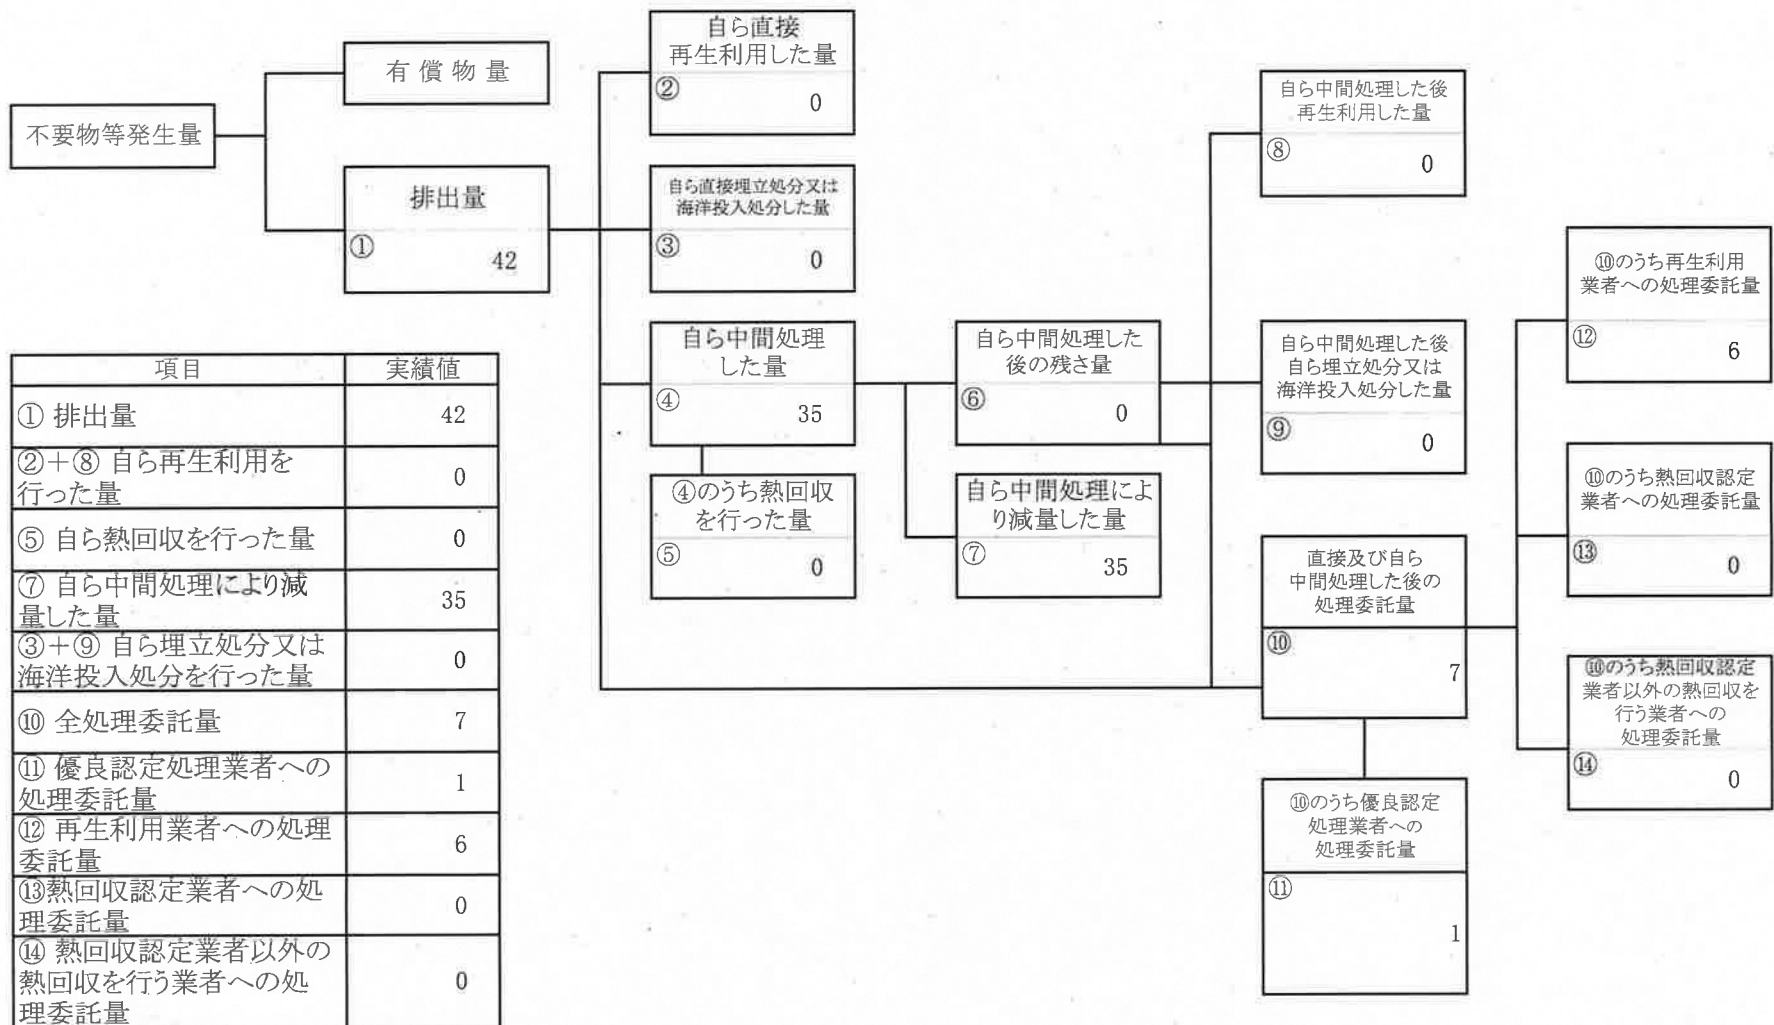 不要物等発生量
有償物量
排出量
①
42
自ら直接
再生利用した量
②
0
自ら直接埋立処分又は
海洋投入処分した量
③
0
自ら中間処理
した量
④
35
④のうち熱回収
を行った量
⑤
0
自ら中間処理した
後の残さ量
⑥
0
自ら中間処理によ
り減量した量
⑦
35
自ら中間処理した後
再生利用した量
⑧
0
自ら中間処理した後
自ら埋立処分又は
海洋投入処分した量
⑨
0
直接及び自ら
中間処理した後の
処理委託量
⑩
7
⑩のうち優良認定
処理業者への
処理委託量
⑪
1
⑩のうち再生利用
業者への処理委託量
⑫
6
⑩のうち熱回収認定
業者への処理委託量
⑬
0
⑩のうち熱回収認定
業者以外の熱回収を
行う業者への
処理委託量
⑭
0
項目 実績値
① 排出量 42
②+⑧ 自ら再生利用を
行った量 0
⑤ 自ら熱回収を行った量 0
⑦ 自ら中間処理により減
量した量 35
③+⑨ 自ら埋立処分又は
海洋投入処分を行った量 0
⑩ 全処理委託量 7
⑪ 優良認定処理業者への
処理委託量 1
⑫ 再生利用業者への処理
委託量 6
⑬熱回収認定業者への処
理委託量 0
⑭ 熱回収認定業者以外の
熱回収を行う業者への処
理委託量 0